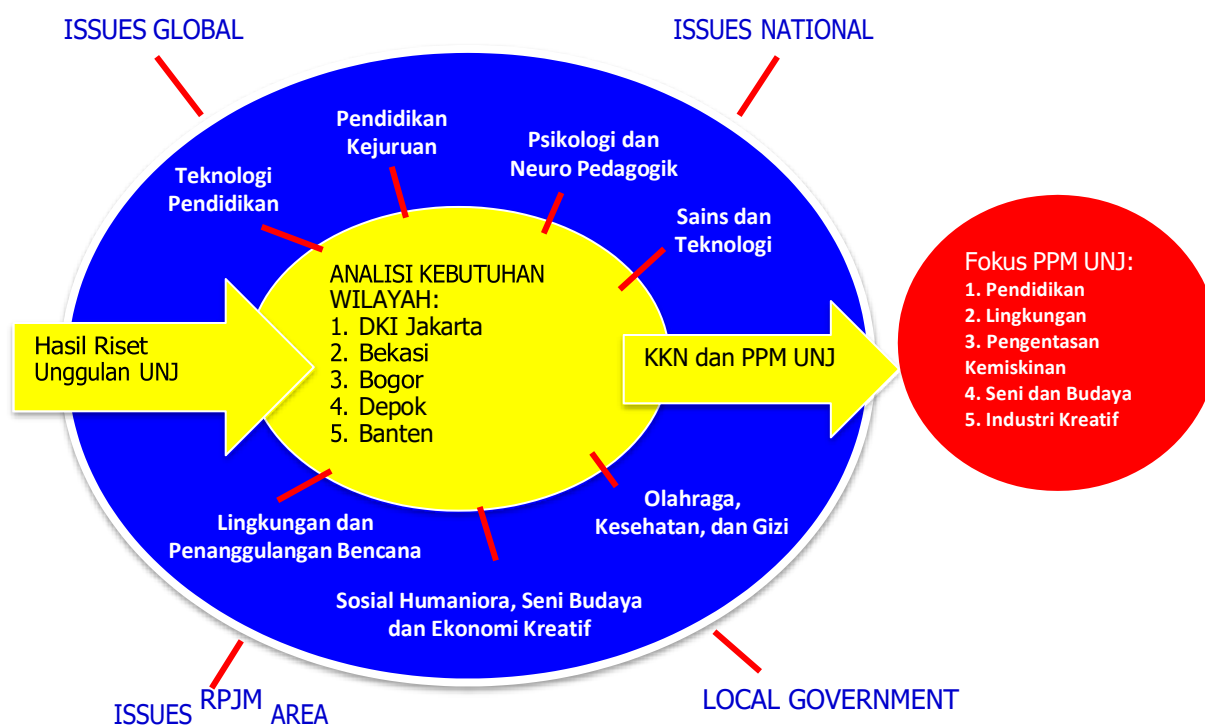 ISSUES GLOBAL
ISSUES NATIONAL
Pendidikan
Kejuruan
Psikologi dan
Neuro Pedagogik
Teknologi
Pendidikan
Sains dan
Teknologi
ANALISI KEBUTUHAN
WILAYAH:
1. DKI Jakarta
2. Bekasi
3. Bogor
4. Depok
5. Banten
Hasil Riset
Unggulan UNJ
KKN dan PPM UNJ
Fokus PPM UNJ:
1. Pendidikan
2. Lingkungan
3. Pengentasan
Kemiskinan
4. Seni dan Budaya
5. Industri Kreatif
Lingkungan dan
Penanggulangan Bencana
Olahraga,
Kesehatan, dan Gizi
Sosial Humaniora, Seni Budaya
dan Ekonomi Kreatif
ISSUES RPJM AREA
LOCAL GOVERNMENT